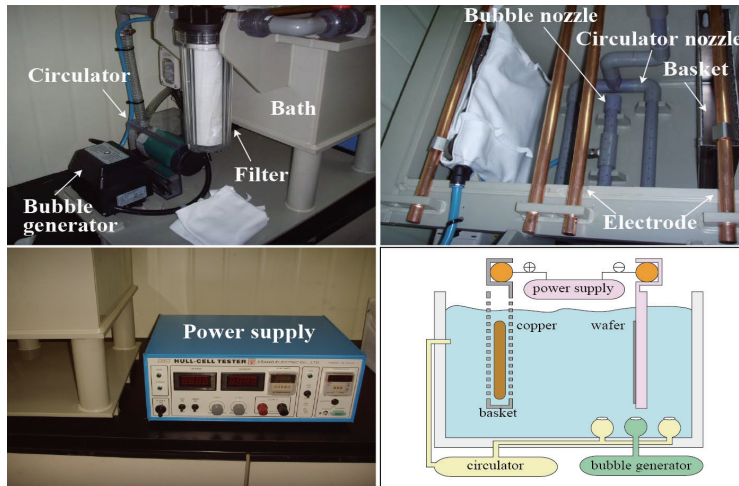 Circulator
Bath
Filter
Bubble
generator
Bubble nozzle
Circulator nozzle
Basket
Electrode
Power supply
HULL-CELL TESTER
⊕
⊖
power supply
copper
wafer
basket
circulator
bubble generator